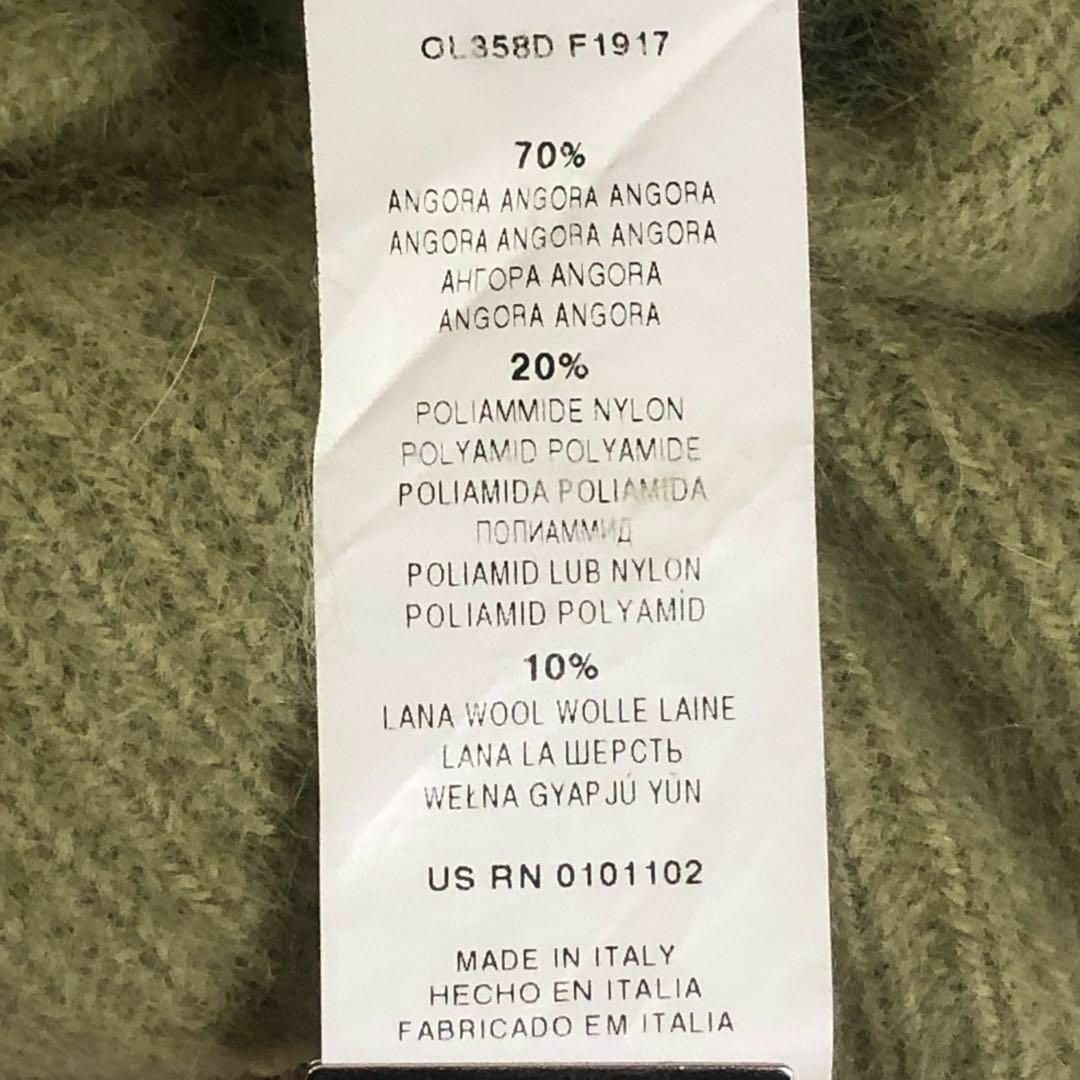 OL358D F1917
70%
ANGORA ANGORA ANGORA
ANGORA ANGORA ANGORA
АНГОРА ANGORA
ANGORA ANGORA
20%
POLIAMMIDE NYLON
POLYAMID POLYAMIDE
POLIAMIDA POLIAMIDA
ПОПИАММИД
POLIAMID LUB NYLON
POLIAMID POLYAMİD
10%
LANA WOOL WOLLE LAINE
LANA LA ШЕРСТЬ
WEŁNA GYAPJÚ YÜN
US RN 0101102
MADE IN ITALY
HECHO EN ITALIA
FABRICADO EM ITALIA